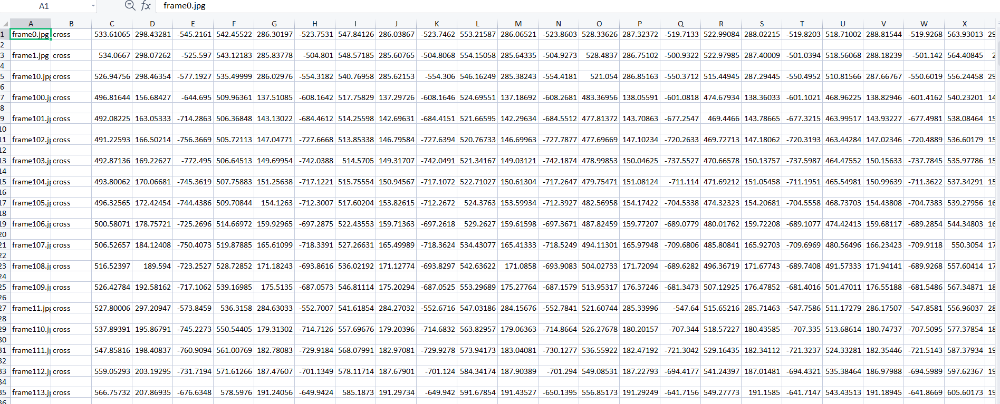 A1 fx frame0.jpg
A B C D E F G H I J K L M N O P Q R S T U V W X
1 frame0.jpg cross 533.61065 298.43281 -545.2161 542.45522 286.30197 -523.7531 547.84126 286.03867 -523.7462 553.21587 286.06521 -523.8603 528.33626 287.32372 -519.7133 522.99084 288.02215 -519.8203 518.71002 288.81544 -519.9268 563.93013 29
2
3 frame1.jpg cross 534.0667 298.07262 -525.597 543.12183 285.83778 -504.801 548.57185 285.60765 -504.8068 554.15058 285.64335 -504.9273 528.4837 286.75102 -500.9322 522.97985 287.40009 -501.0394 518.56068 288.18239 -501.142 564.40845 2
4
5 frame10.jpg cross 526.94756 298.46354 -577.1927 535.49999 286.02976 -554.3182 540.76958 285.62153 -554.306 546.16249 285.38243 -554.4181 521.054 286.85163 -550.3712 515.44945 287.29445 -550.4952 510.81566 287.66767 -550.6019 556.24458 29
6
7 frame100.j cross 496.81644 156.68427 -644.695 509.96361 137.51085 -608.1642 517.75829 137.29726 -608.1646 524.69551 137.18692 -608.2681 483.36956 138.05591 -601.0818 474.67934 138.36033 -601.1021 468.96225 138.82946 -601.4162 540.23201 14
8
9 frame101.j cross 492.08225 163.05333 -714.2863 506.36848 143.13022 -684.4612 514.25598 142.69631 -684.4151 521.66595 142.29634 -684.5512 477.81372 143.70863 -677.2547 469.4466 143.78665 -677.3215 463.99517 143.93227 -677.4981 538.08464 15
10
11 frame102.j cross 491.22593 166.50214 -756.3669 505.72113 147.04771 -727.6668 513.85338 146.79584 -727.6394 520.76733 146.69963 -727.7877 477.69669 147.10234 -720.2633 469.72713 147.18062 -720.3193 463.44284 147.02346 -720.4889 536.60179 15
12
13 frame103.j cross 492.87136 169.22627 -772.495 506.64513 149.69954 -742.0388 514.5705 149.31707 -742.0491 521.34167 149.03121 -742.1874 478.99853 150.04625 -737.5527 470.66578 150.13757 -737.5987 464.47552 150.15633 -737.7845 535.97786 15
14
15 frame104.j cross 493.80062 170.06681 -745.3619 507.75883 151.25638 -717.1221 515.75554 150.94567 -717.1072 522.71027 150.61304 -717.2647 479.75471 151.08124 -711.114 471.69212 151.05458 -711.1951 465.54981 150.99639 -711.3622 537.34291 15
16
17 frame105.j cross 496.32565 172.42454 -744.4386 509.70844 154.1263 -712.3007 517.60204 153.82615 -712.2672 524.3763 153.59934 -712.3927 482.56958 154.17422 -704.5338 474.32323 154.20681 -704.5558 468.73703 154.43808 -704.7383 539.27956 16
18
19 frame106.j cross 500.58071 178.75721 -725.2696 514.66972 159.92965 -697.2875 522.43553 159.71363 -697.2618 529.2627 159.61598 -697.3671 487.82459 159.77207 -689.0779 480.01762 159.72208 -689.1077 474.42413 159.68117 -689.2854 544.34803 16
20
21 frame107.j cross 506.52657 184.12408 -750.4073 519.87885 165.61099 -718.3391 527.26631 165.49989 -718.3624 534.43077 165.41333 -718.5249 494.11301 165.97948 -709.6806 485.80841 165.92703 -709.6969 480.56496 166.23423 -709.9118 550.3054 17
22
23 frame108.j cross 516.52397 189.594 -723.2527 528.72852 171.18243 -693.8616 536.02192 171.12774 -693.8297 542.63622 171.0858 -693.9083 504.02733 171.72094 -689.6282 496.36719 171.67743 -689.7408 491.57333 171.94141 -689.9268 557.60414 17
24
25 frame109.j cross 526.42784 192.58162 -717.1062 539.16985 175.5135 -687.0573 546.81114 175.20294 -687.0525 553.29689 175.27764 -687.1579 513.95317 176.37246 -681.3473 507.12925 176.47852 -681.4016 501.47011 176.55188 -681.5486 567.34871 18
26
27 frame11.jpg cross 527.80006 297.20947 -573.8459 536.3158 284.63033 -552.7007 541.61854 284.27032 -552.6716 547.03186 284.15676 -552.7841 521.60744 285.33996 -547.64 515.65216 285.71463 -547.7586 511.17279 286.17507 -547.8581 556.96037 28
28
29 frame110.j cross 537.89391 195.86791 -745.2273 550.54405 179.31302 -714.7126 557.69676 179.20396 -714.6832 563.82957 179.06363 -714.8664 526.27678 180.20157 -707.344 518.57227 180.43585 -707.335 513.68614 180.74737 -707.5095 577.37854 18
30
31 frame111.j cross 547.85816 198.40837 -760.9094 561.00769 182.78083 -729.9184 568.07991 182.97081 -729.9278 573.94173 183.04081 -730.1277 536.55922 182.47192 -721.3042 529.16435 182.34112 -721.3237 524.33281 182.35446 -721.5143 587.37934 19
32
33 frame112.j cross 559.05293 203.19295 -731.7194 571.61266 187.47607 -701.1349 578.11714 187.67901 -701.124 584.34174 187.90389 -701.294 549.08531 187.22793 -694.4177 541.24397 187.01481 -694.4321 535.38464 186.97988 -694.5989 597.62367 19
34
35 frame113.j cross 566.75732 207.86935 -676.6348 578.5976 191.24056 -649.9424 585.1873 191.29734 -649.942 591.67854 191.43527 -650.1395 556.85173 191.29249 -641.7156 549.27773 191.1585 -641.7147 543.43513 191.18945 -641.8669 605.60173 19
36